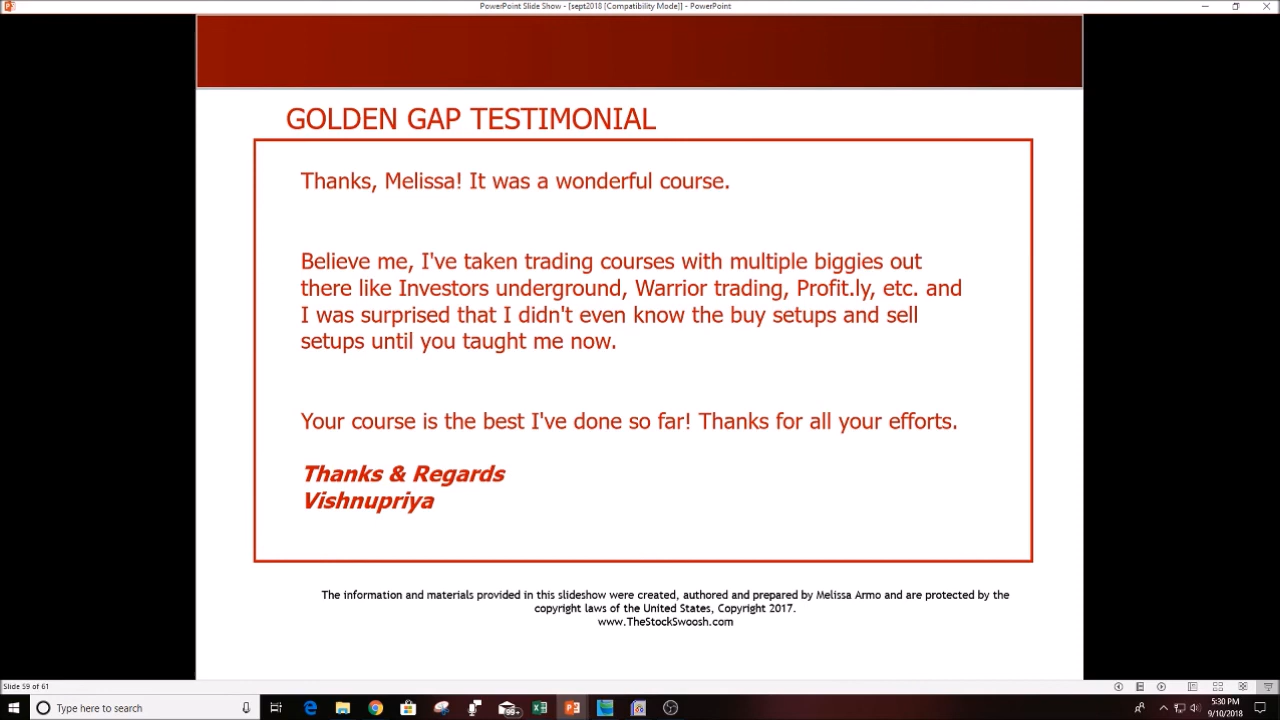 PowerPoint Slide Show - [sept2018 [Compatibility Mode]] - PowerPoint
GOLDEN GAP TESTIMONIAL
Thanks, Melissa! It was a wonderful course.
Believe me, I've taken trading courses with multiple biggies out
there like Investors underground, Warrior trading, Profit.ly, etc. and
I was surprised that I didn't even know the buy setups and sell
setups until you taught me now.
Your course is the best I've done so far! Thanks for all your efforts.
Thanks & Regards
Vishnupriya
The information and materials provided in this slideshow were created, authored and prepared by Melissa Armo and are protected by the
copyright laws of the United States, Copyright 2017.
www.TheStockSwoosh.com
Slide 59 of 61
Type here to search
99+
5:30 PM
9/10/2018